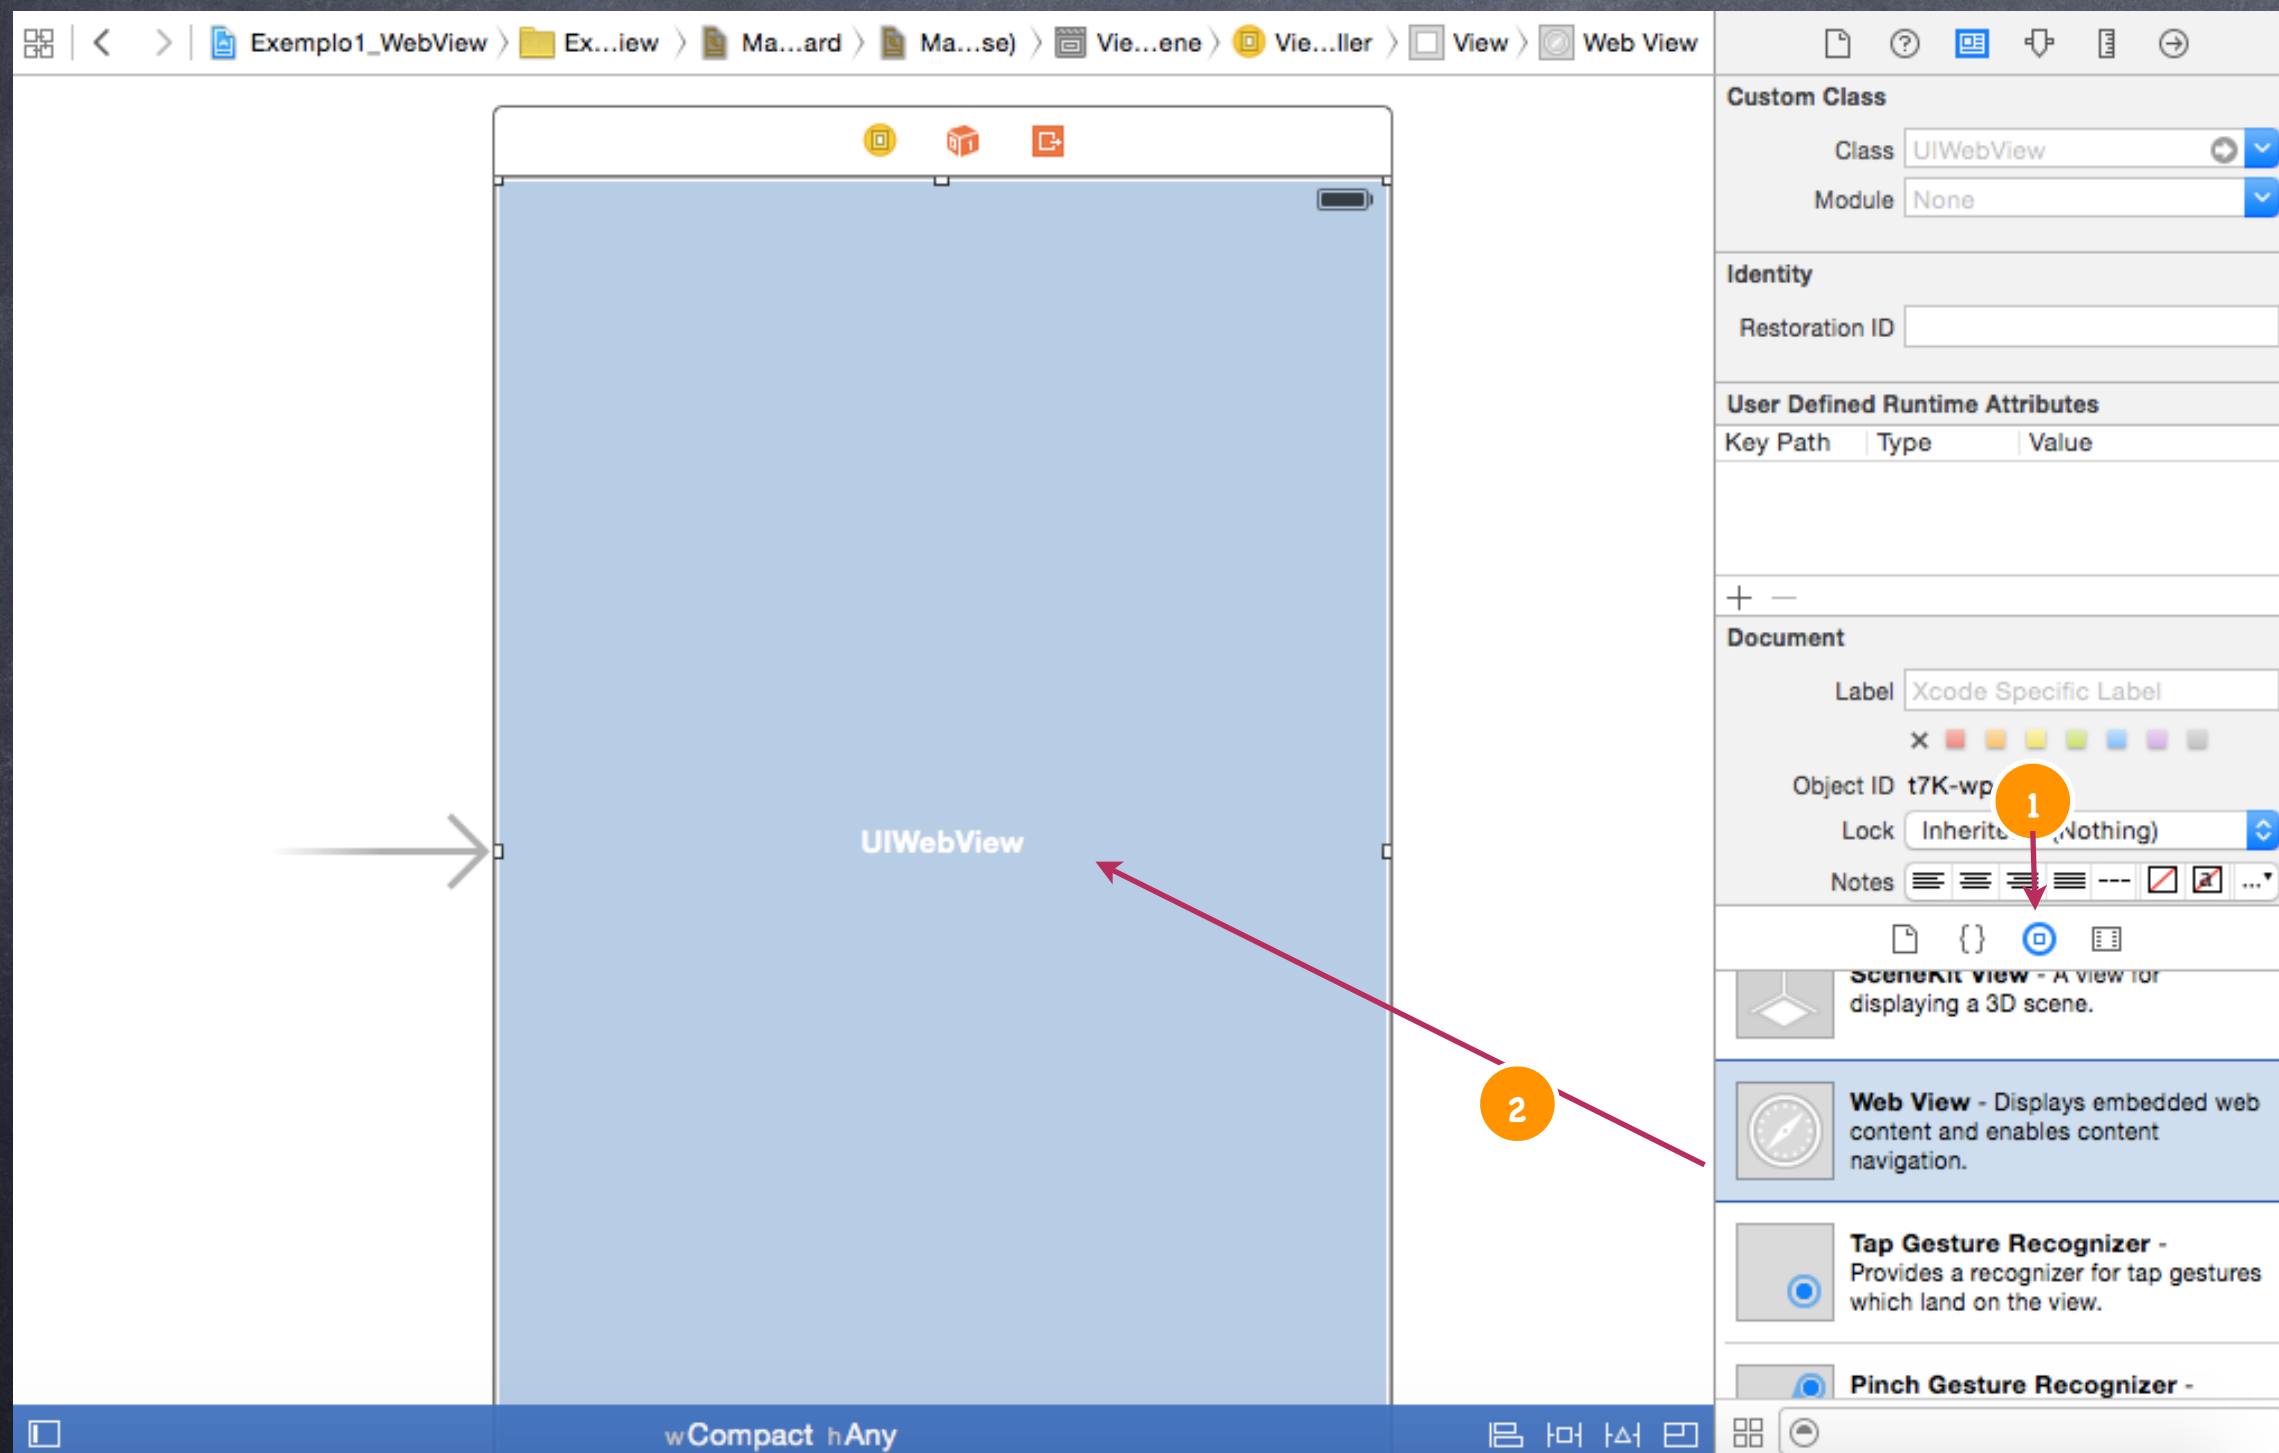 Exemplo1_WebView Ex...iew Ma...ard Ma...se) Vie...ene Vie...ller View Web View
UIWebView
wCompact hAny
2
Custom Class
Class UIWebView
Module None
Identity
Restoration ID
User Defined Runtime Attributes
Key Path Type Value
Document
Label Xcode Specific Label
Object ID t7K-wp
1
Lock Inherite (Nothing)
Notes
SceneKit View - A view for
displaying a 3D scene.
Web View - Displays embedded web
content and enables content
navigation.
Tap Gesture Recognizer -
Provides a recognizer for tap gestures
which land on the view.
Pinch Gesture Recognizer -